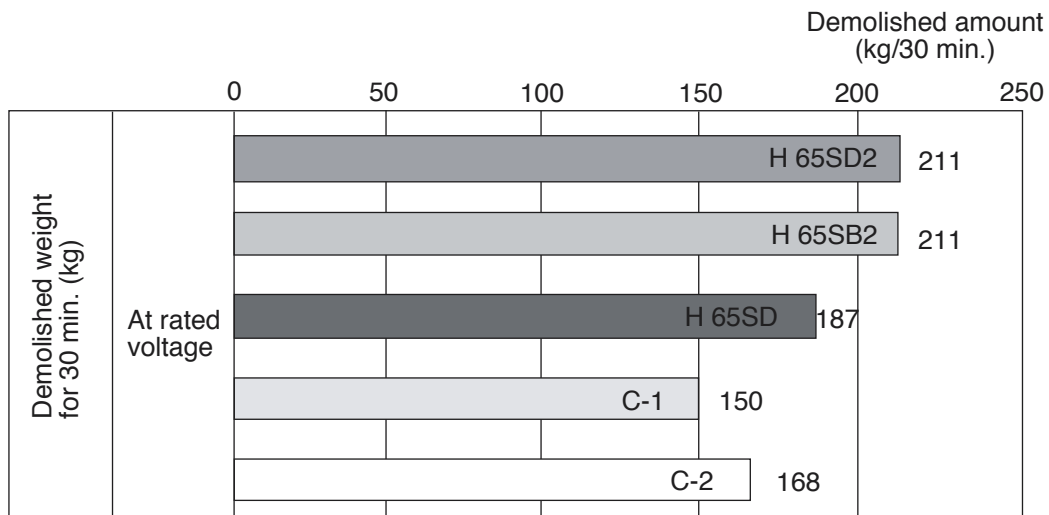 Demolished amount
(kg/30 min.)
0 50 100 150 200 250
Demolished weight
for 30 min. (kg)
At rated
voltage
H 65SD2 211
H 65SB2 211
H 65SD 187
C-1 150
C-2 168